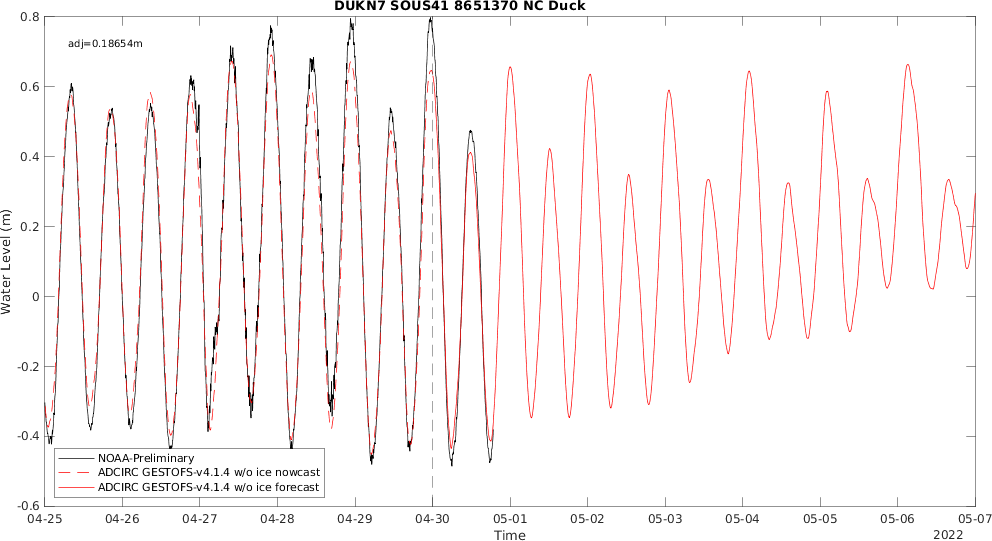 DUKN7 SOUS41 8651370 NC Duck
adj=0.18654m
Water Level (m)
0.8
0.6
0.4
0.2
0
-0.2
-0.4
-0.6
NOAA-Preliminary
ADCIRC GESTOFS-v4.1.4 w/o ice nowcast
ADCIRC GESTOFS-v4.1.4 w/o ice forecast
04-25 04-26 04-27 04-28 04-29 04-30 05-01 05-02 05-03 05-04 05-05 05-06 05-07
Time
2022